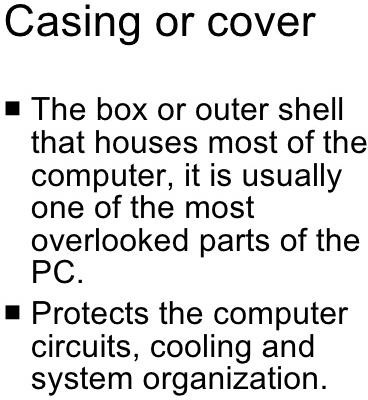 Casing or cover
■ The box or outer shell
that houses most of the
computer, it is usually
one of the most
overlooked parts of the
PC.
■ Protects the computer
circuits, cooling and
system organization.